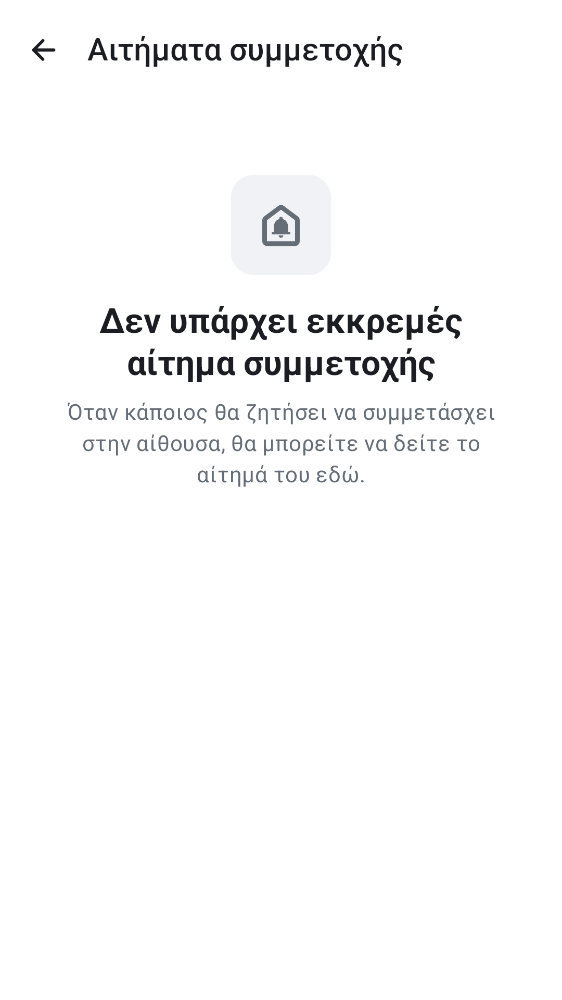 Αιτήματα συμμετοχής
Δεν υπάρχει εκκρεμές
αίτημα συμμετοχής
Όταν κάποιος θα ζητήσει να συμμετάσχει
στην αίθουσα, θα μπορείτε να δείτε το
αίτημά του εδώ.